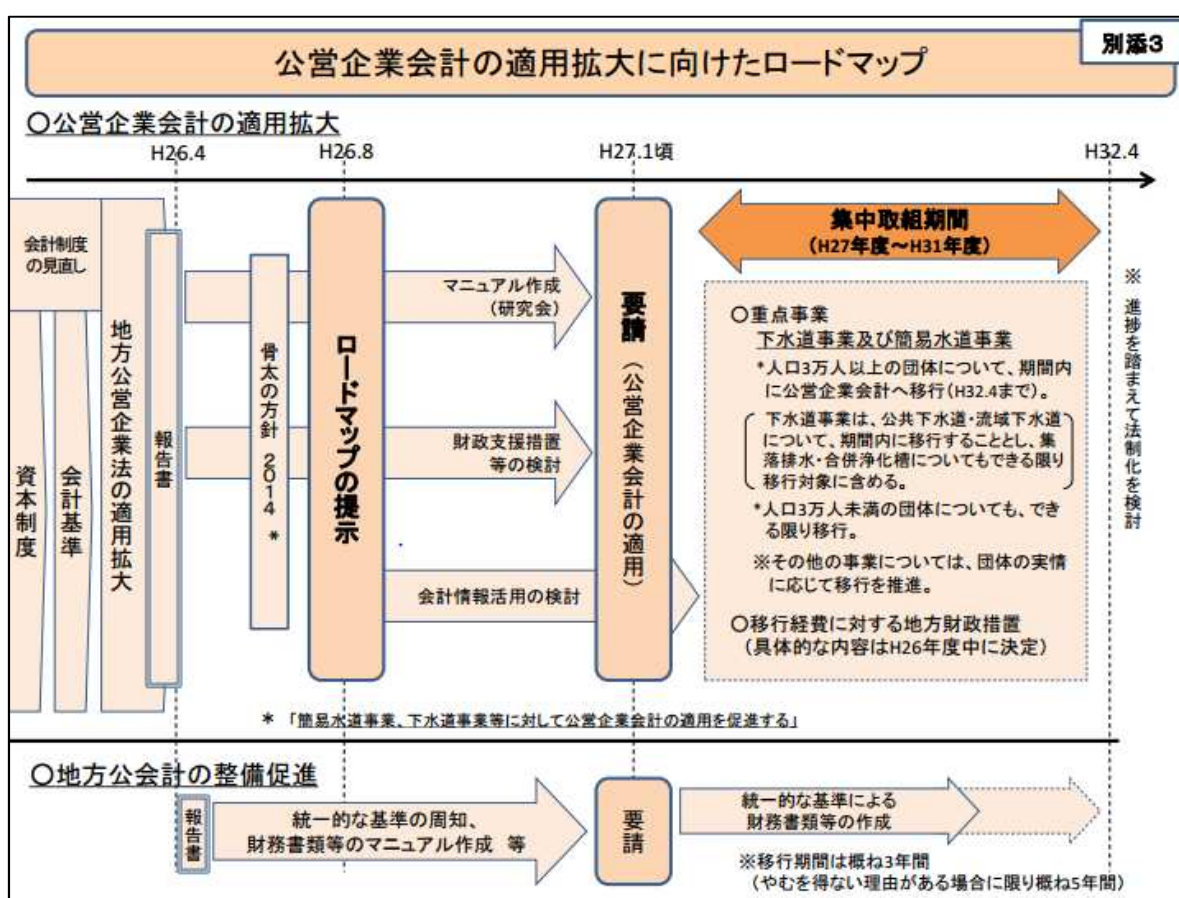 別添3
公営企業会計の適用拡大に向けたロードマップ
〇公営企業会計の適用拡大
H26.4
H26.8
H27.1頃
H32.4
会計制度
の見直し
資本制度
会計基準
地方公営企業法の適用拡大
報告書
マニュアル作成
(研究会)
骨太の方針 2014 *
財政支援措置
等の検討
ロードマップの提示
会計情報活用の検討
要請(公営企業会計の適用)
集中取組期間
(H27年度~H31年度)
〇重点事業
下水道事業及び簡易水道事業
*人口3万人以上の団体について、期間内
に公営企業会計へ移行(H32.4まで)。
下水道事業は、公共下水道・流域下水道
について、期間内に移行することとし、集
落排水・合併浄化槽についてもできる限り
移行対象に含める。
*人口3万人未満の団体についても、でき
る限り移行。
※その他の事業については、団体の実情
に応じて移行を推進。
〇移行経費に対する地方財政措置
(具体的な内容はH26年度中に決定)
※ 進捗を踏まえて法制化を検討
* 「簡易水道事業、下水道事業等に対して公営企業会計の適用を促進する」
〇地方公会計の整備促進
報告書
統一的な基準の周知、
財務書類等のマニュアル作成 等
要請
統一的な基準による
財務書類等の作成
※移行期間は概ね3年間
(やむを得ない理由がある場合に限り概ね5年間)